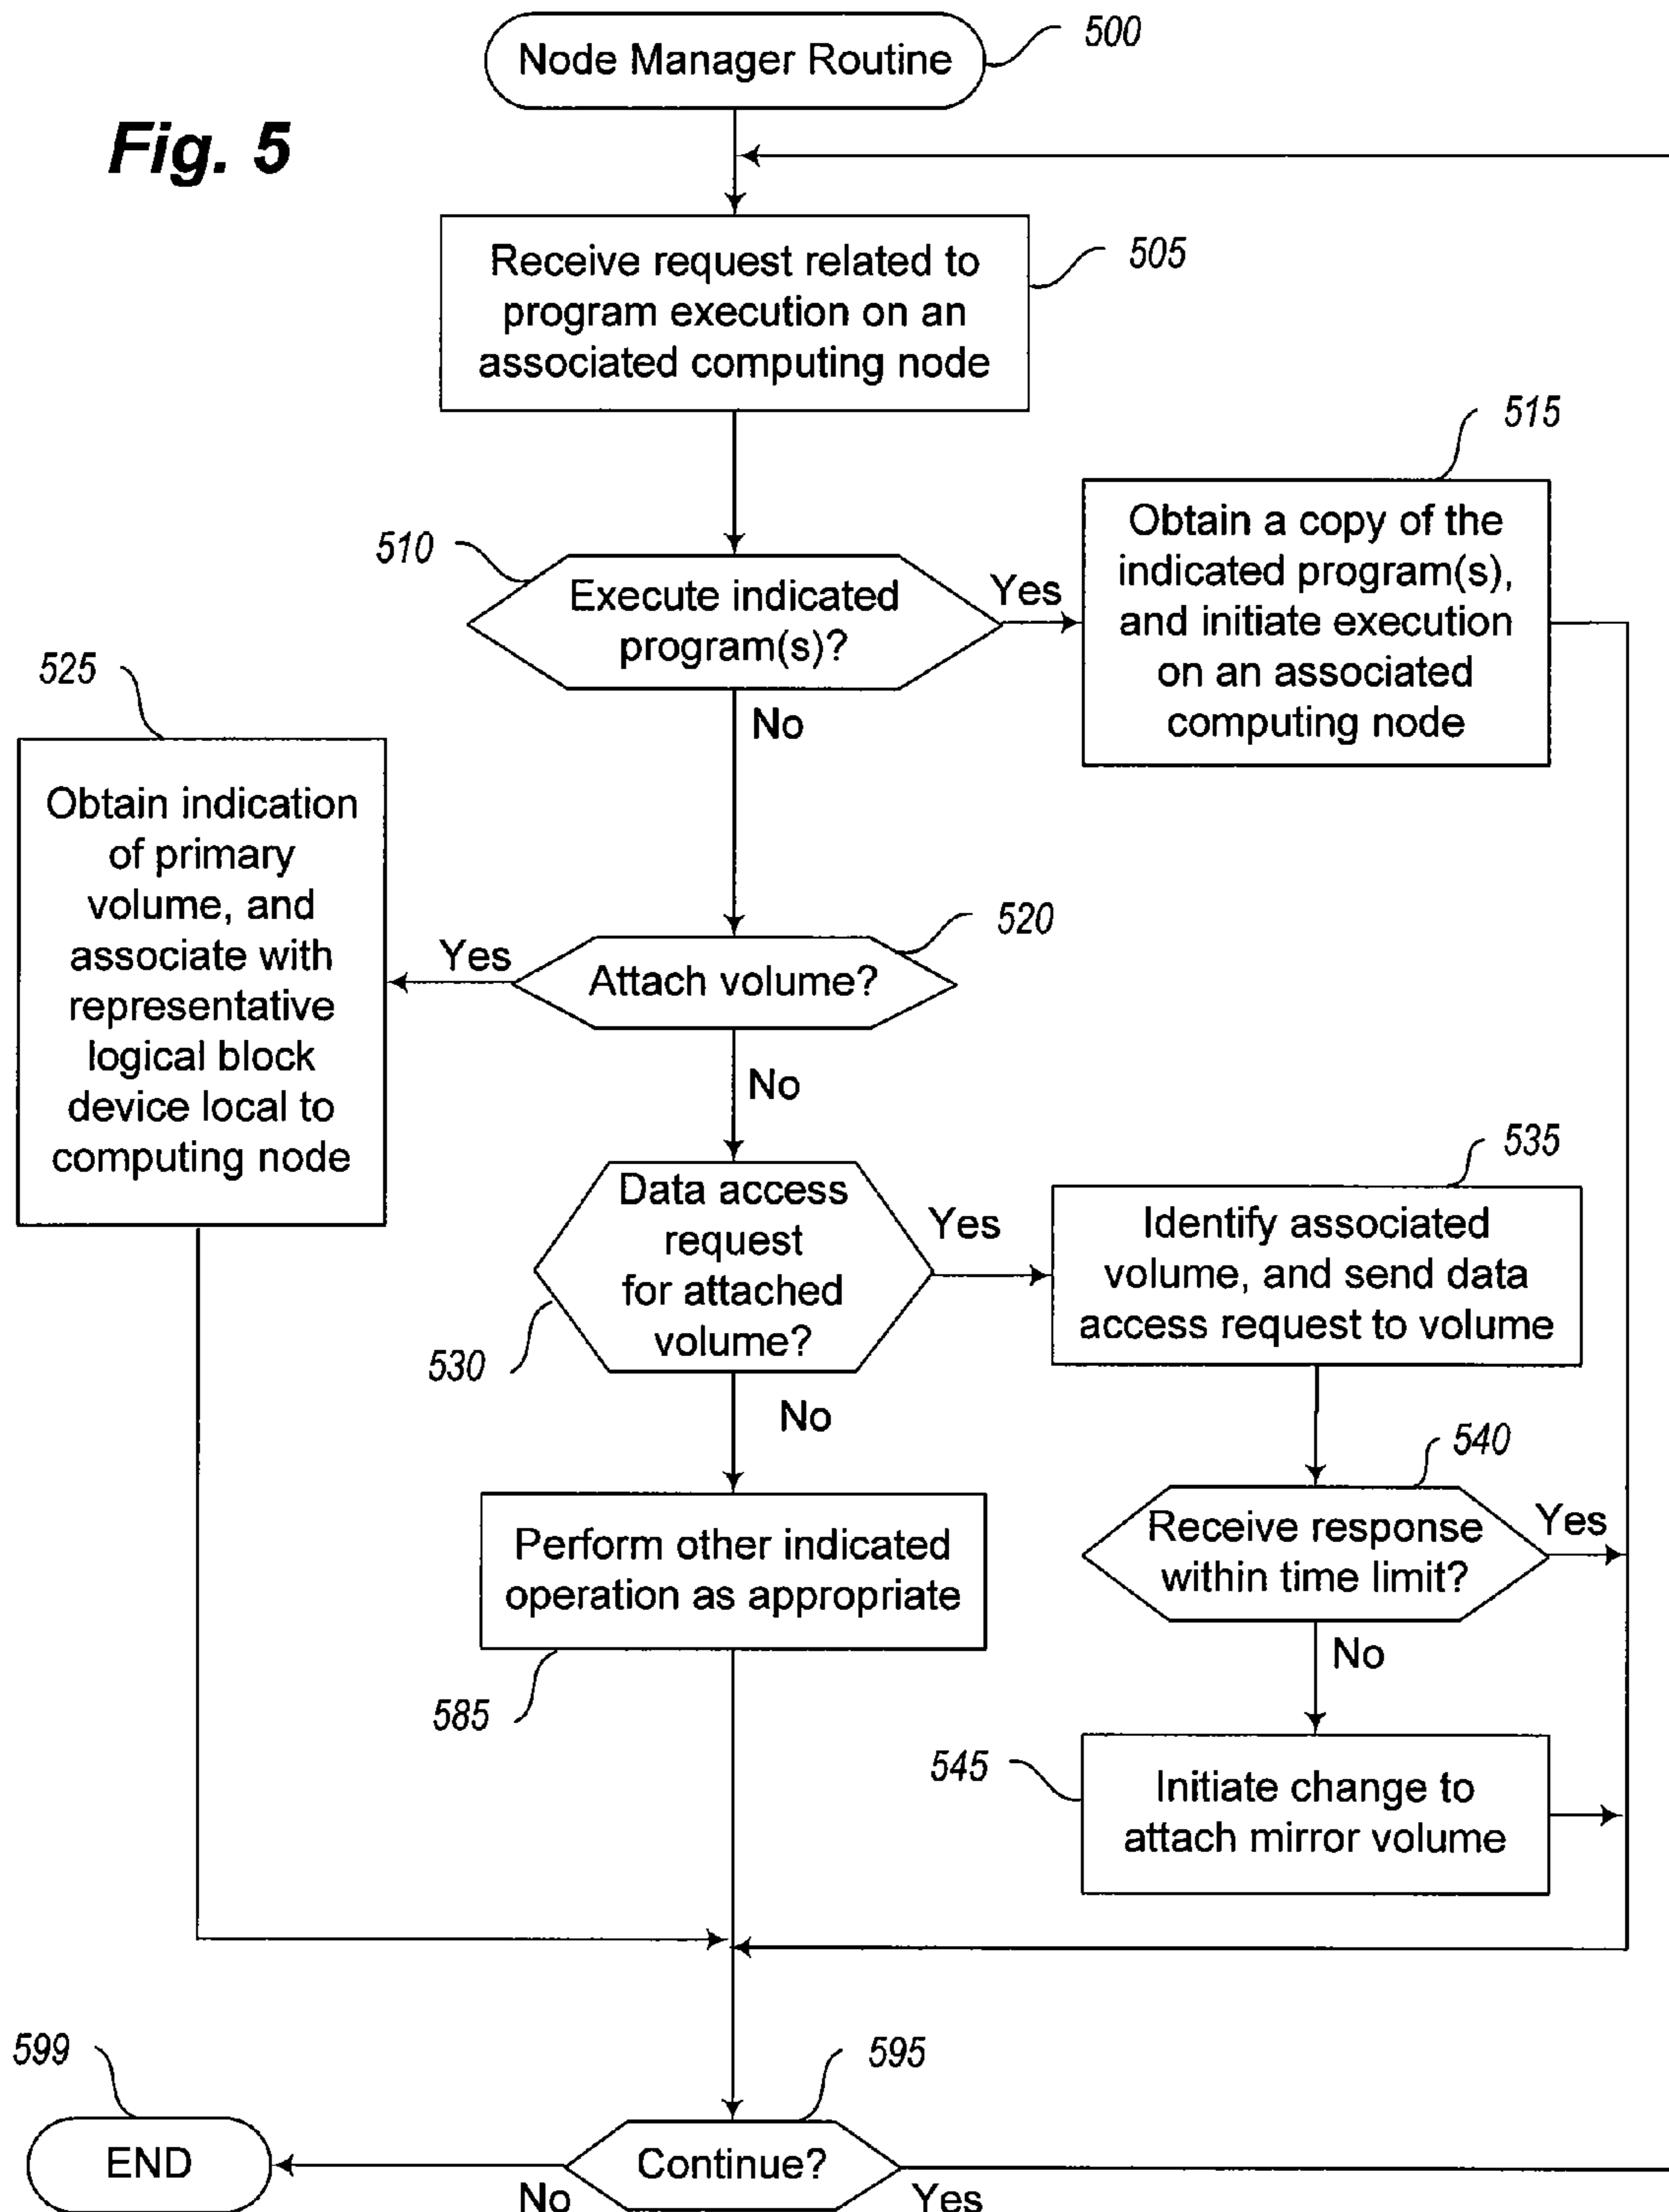 Node Manager Routine
500
Fig. 5
Receive request related to
program execution on an
associated computing node
505
515
Obtain a copy of the
indicated program(s),
and initiate execution
on an associated
computing node
510
Execute indicated
program(s)?
Yes
No
525
Obtain indication
of primary
volume, and
associate with
representative
logical block
device local to
computing node
520
Attach volume?
Yes
No
Data access
request
for attached
volume?
530
Yes
No
535
Identify associated
volume, and send data
access request to volume
540
Receive response
within time limit?
Yes
No
Perform other indicated
operation as appropriate
585
545
Initiate change to
attach mirror volume
599
END
595
Continue?
No
Yes